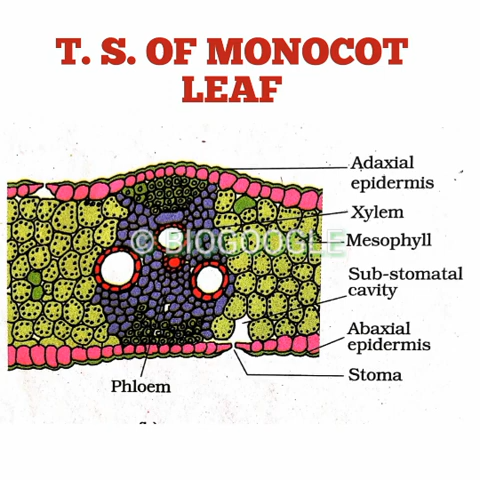 T. S. OF MONOCOT
LEAF
Adaxial
epidermis
Xylem
© BIOGOOGLE
Mesophyll
Sub-stomatal
cavity
Abaxial
epidermis
Stoma
Phloem